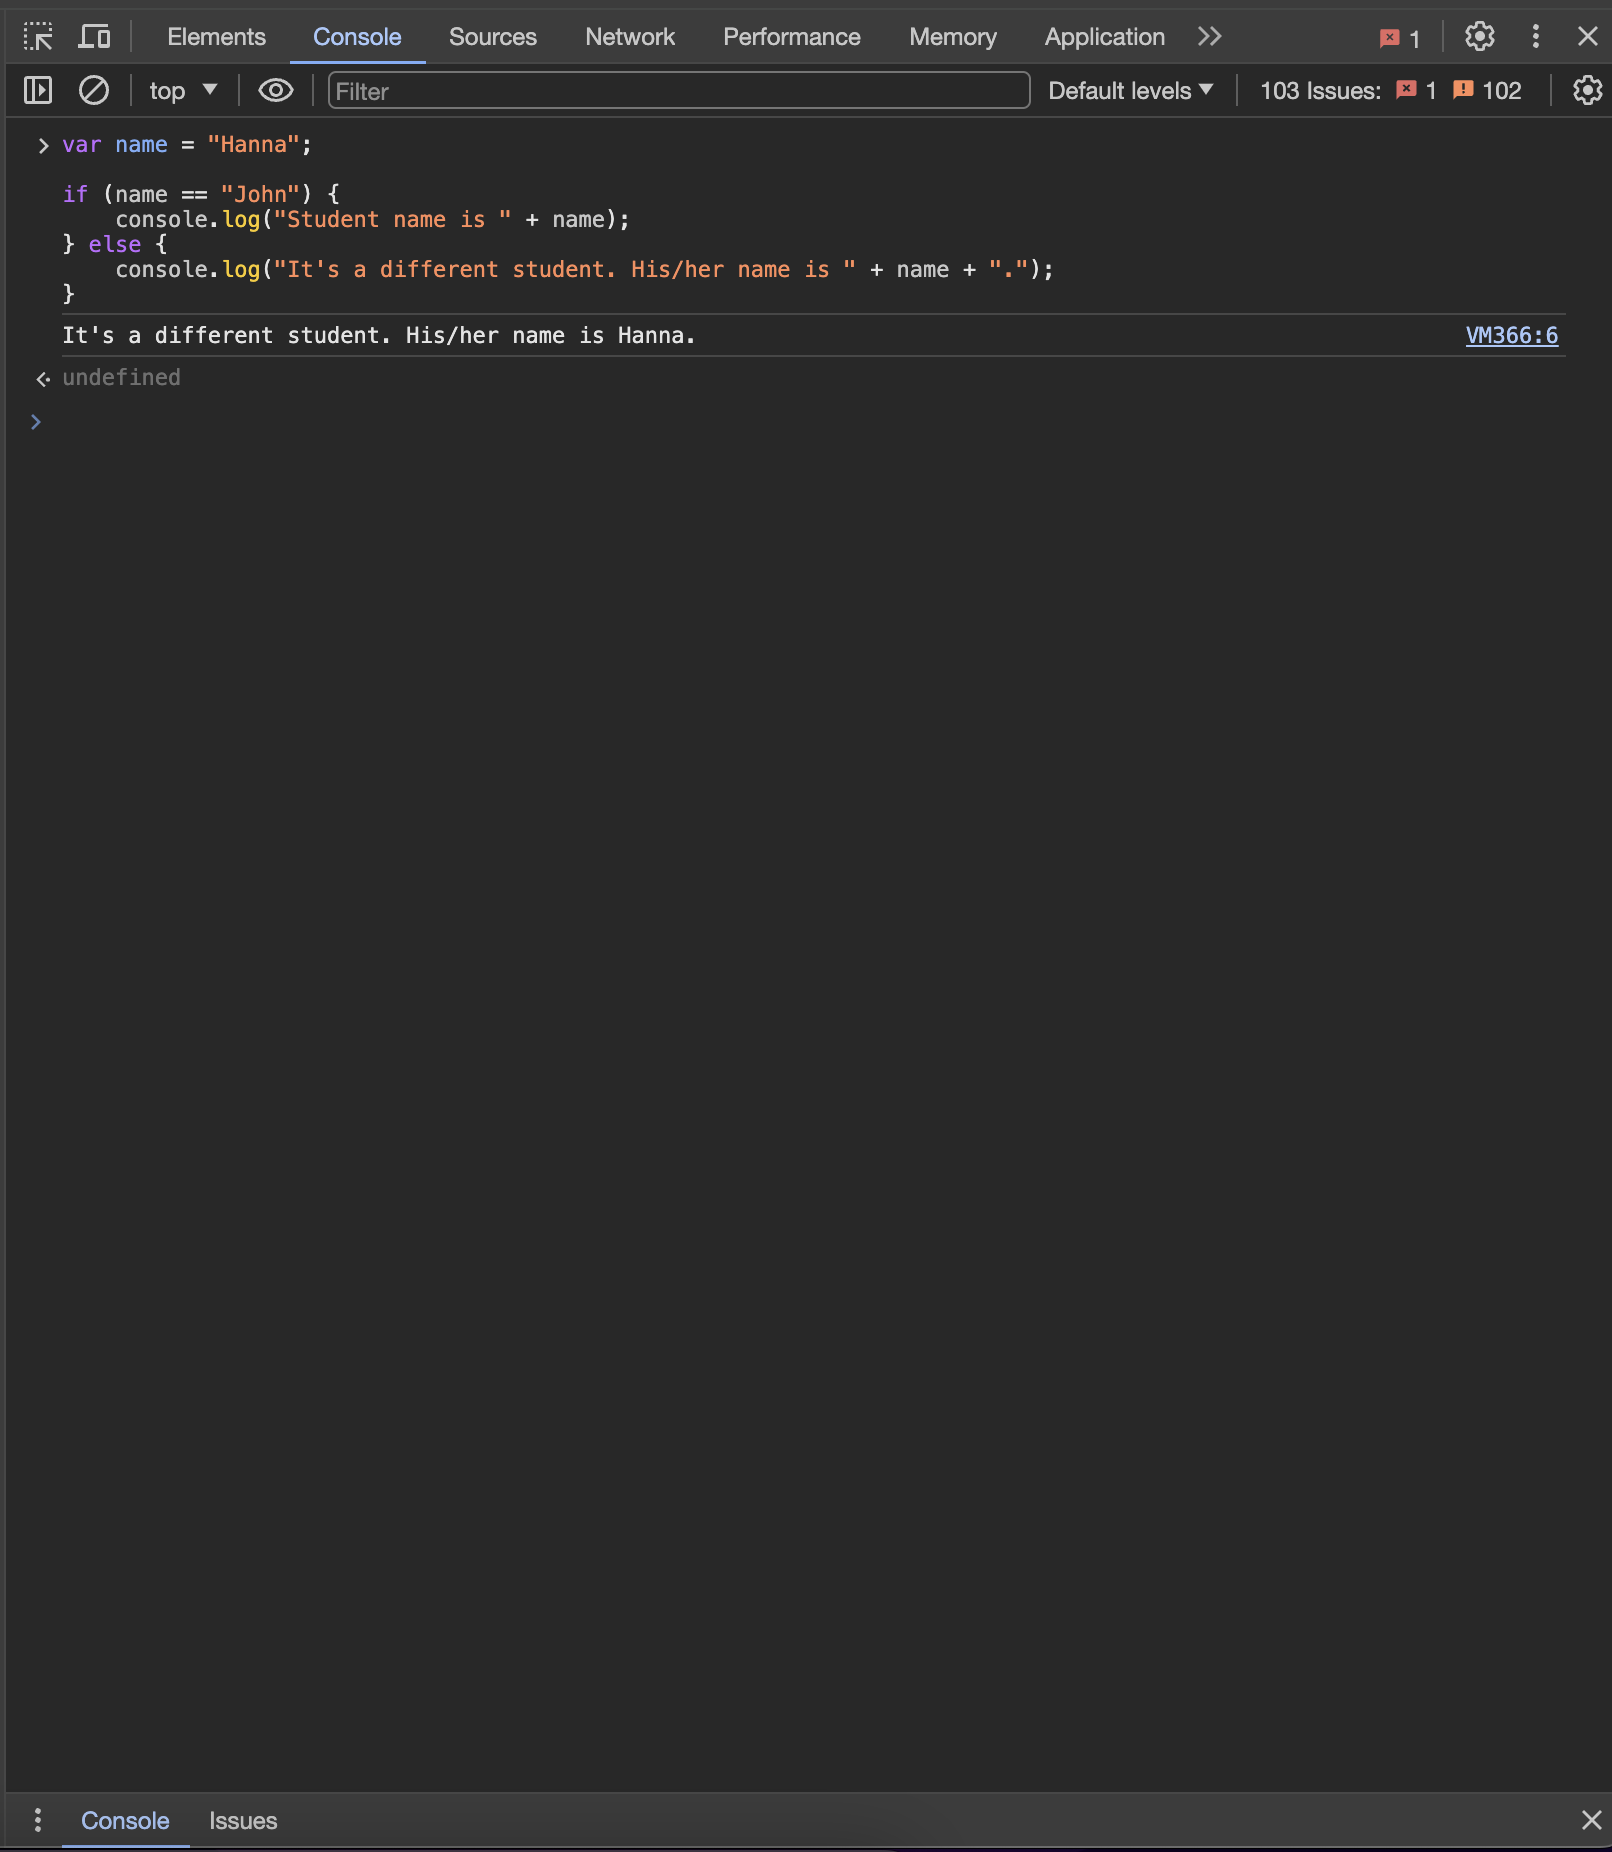 Elements Console Sources Network Performance Memory Application 1
top Filter Default levels 103 Issues: 1 102
var name = "Hanna";
if (name == "John") {
    console.log("Student name is " + name);
} else {
    console.log("It's a different student. His/her name is " + name + ".");
}
It's a different student. His/her name is Hanna. VM366:6
undefined
Console Issues